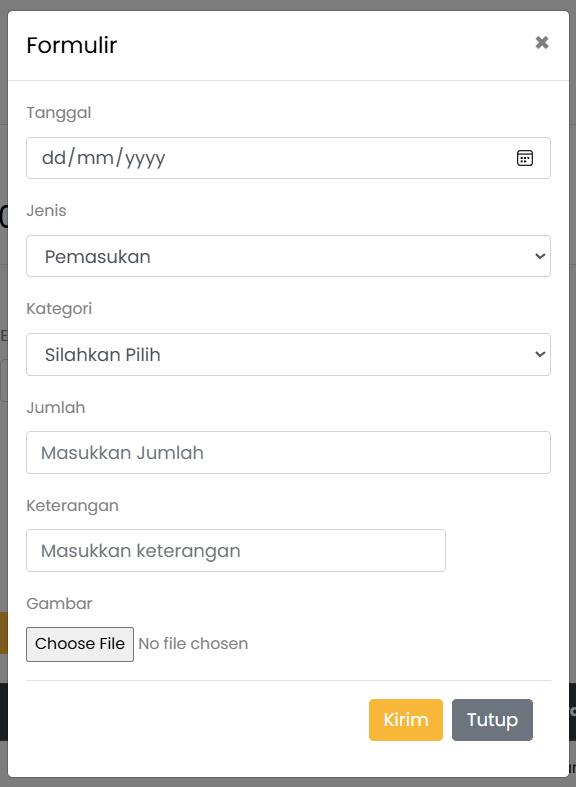 Formulir
Tanggal
dd/mm/yyyy
Jenis
Pemasukan
Kategori
Silahkan Pilih
Jumlah
Masukkan Jumlah
Keterangan
Masukkan keterangan
Gambar
Choose File No file chosen
Kirim Tutup